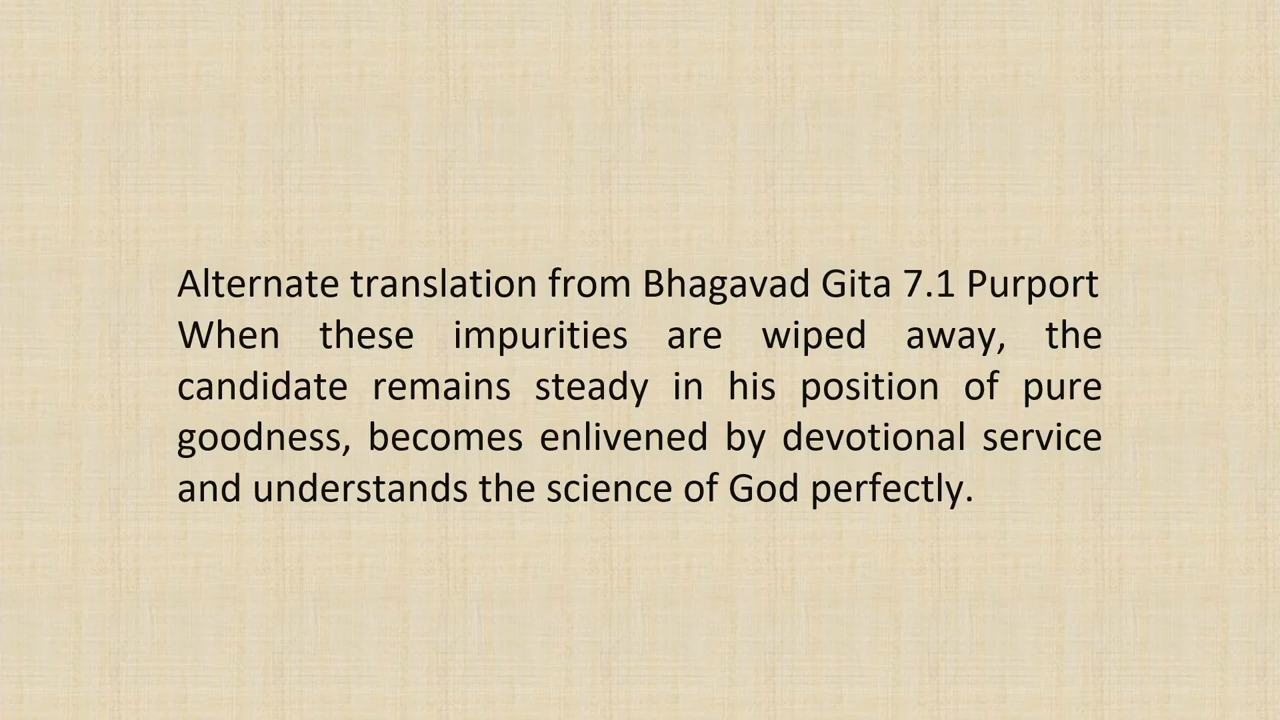 Alternate translation from Bhagavad Gita 7.1 Purport
When these impurities are wiped away, the
candidate remains steady in his position of pure
goodness, becomes enlivened by devotional service
and understands the science of God perfectly.